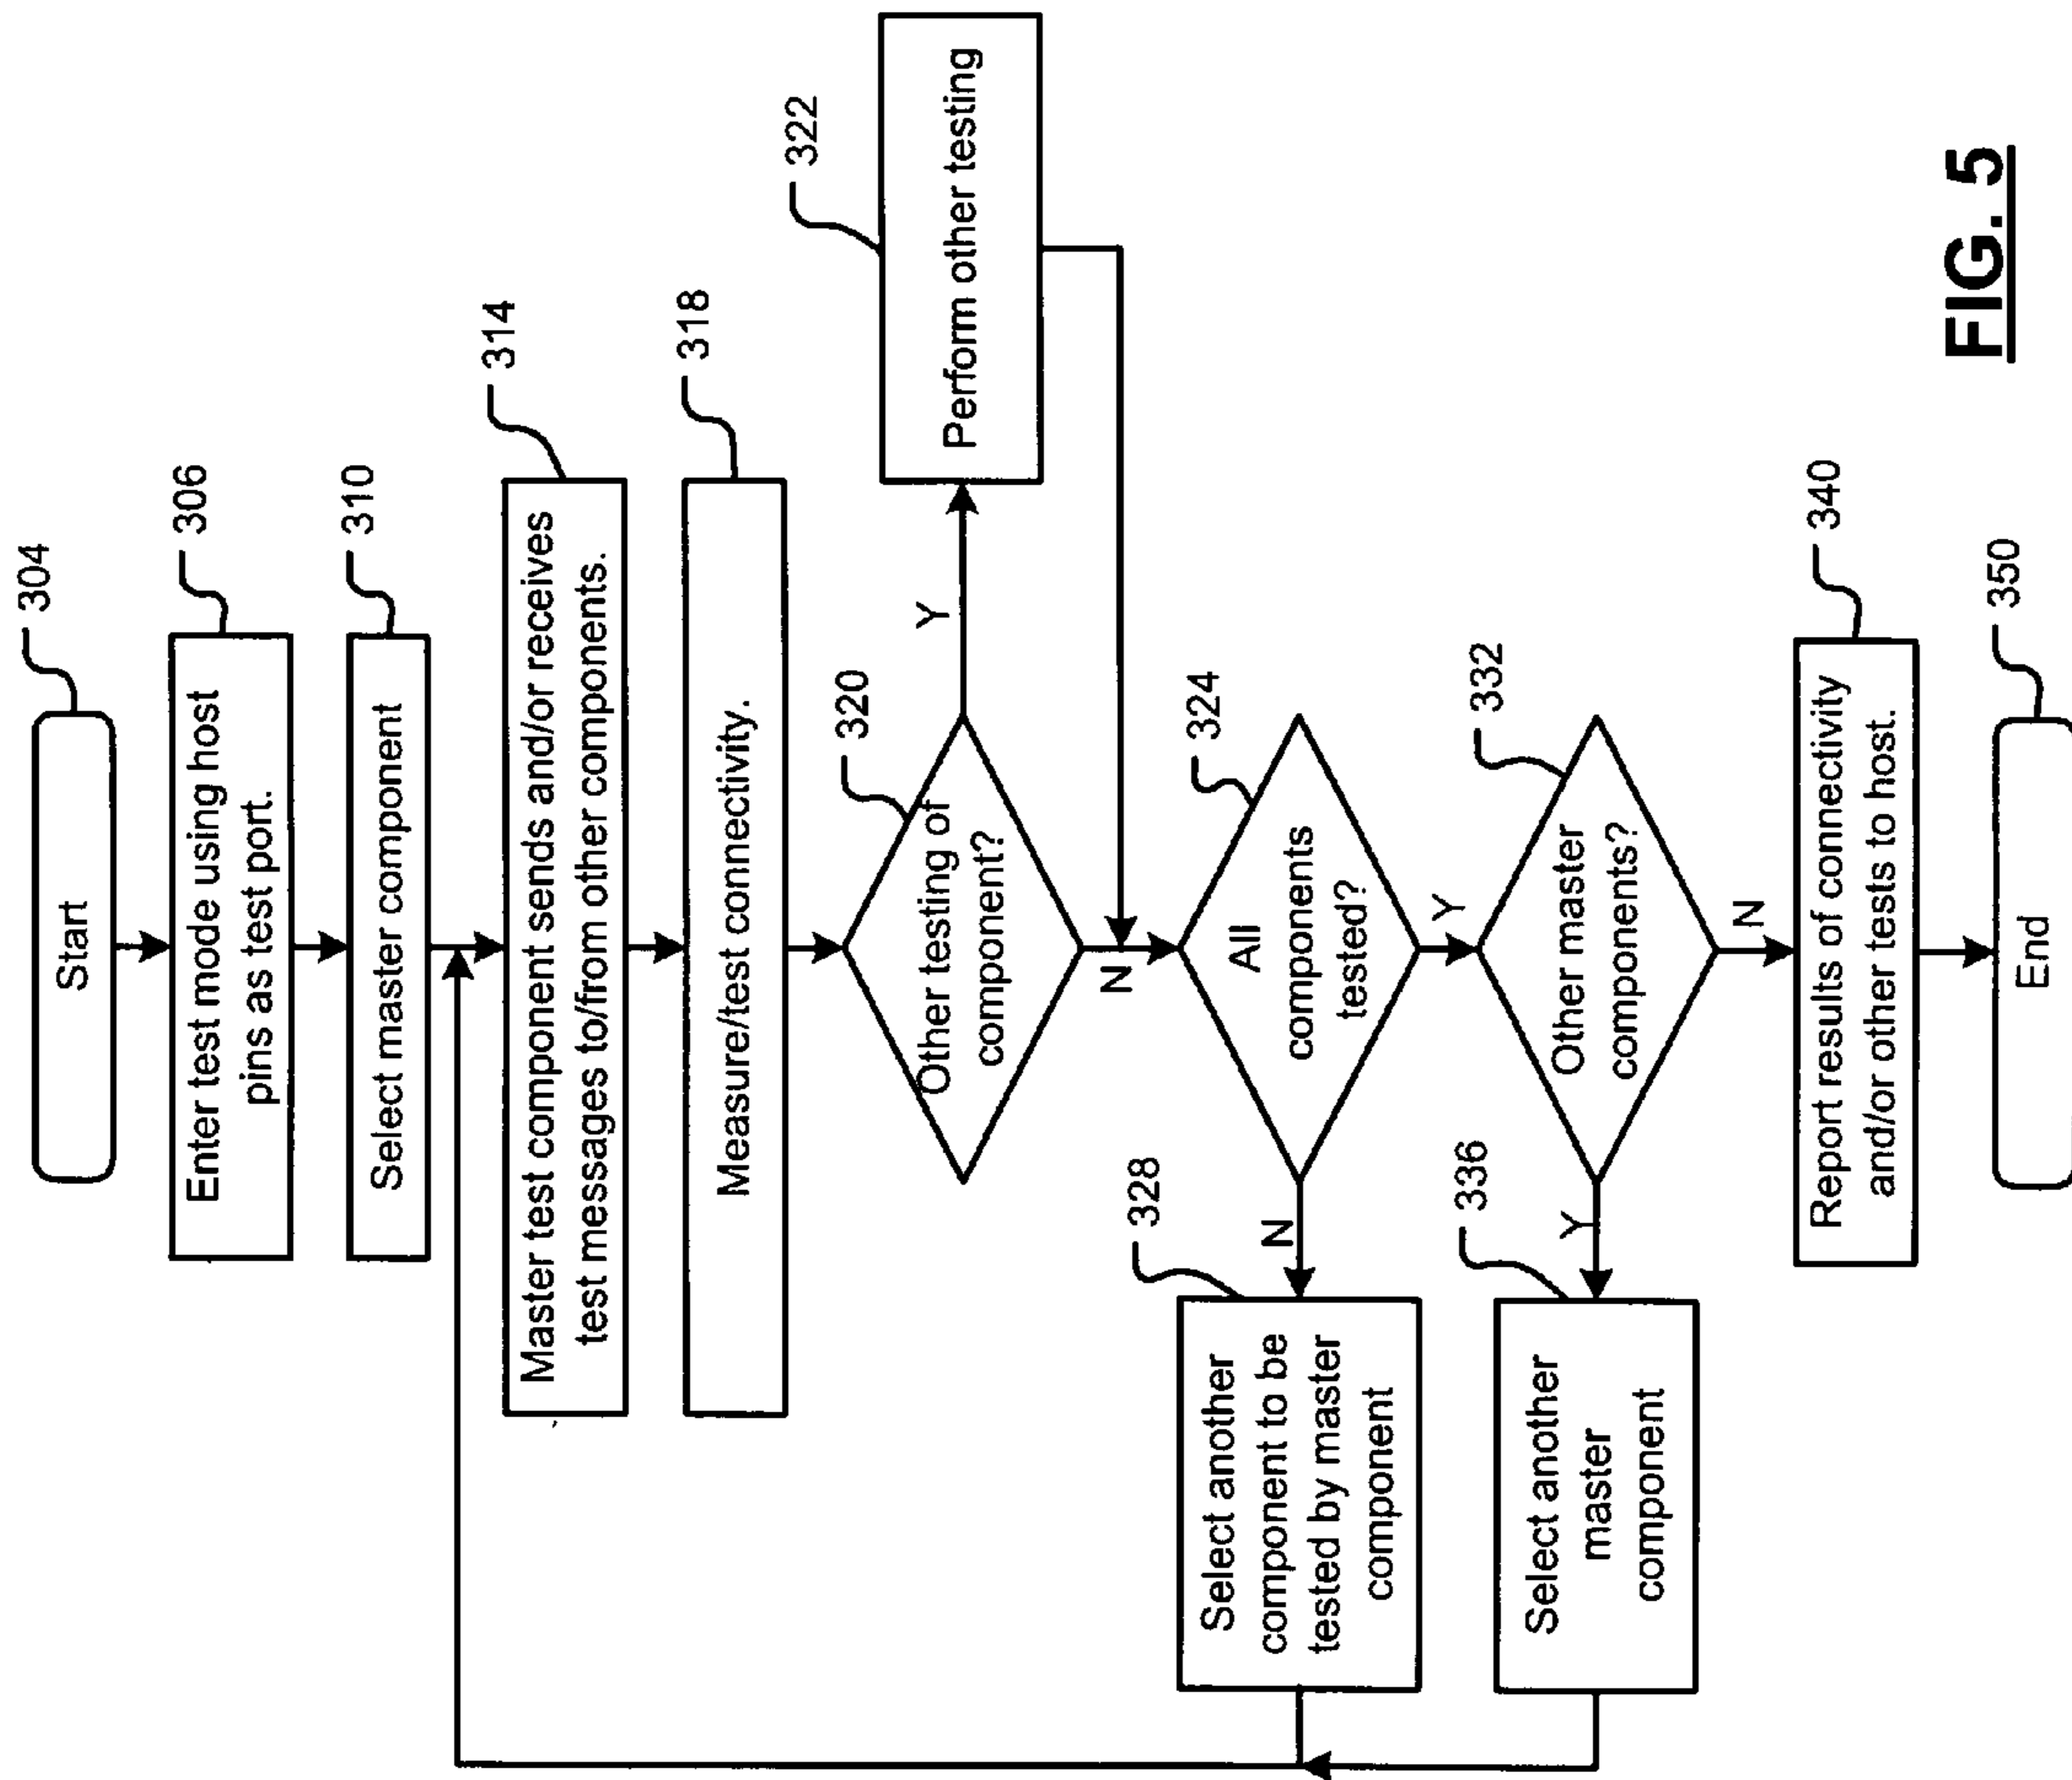 304
Start
306
Enter test mode using host
pins as test port.
310
Select master component
314
Master test component sends and/or receives
test messages to/from other components.
318
Measure/test connectivity.
320
Other testing of
component?
Y
322
Perform other testing
N
324
All
components
tested?
N
328
Select another
component to be
tested by master
component
Y
332
Other master
components?
Y
336
Select another
master
component
N
340
Report results of connectivity
and/or other tests to host.
350
End
FIG. 5